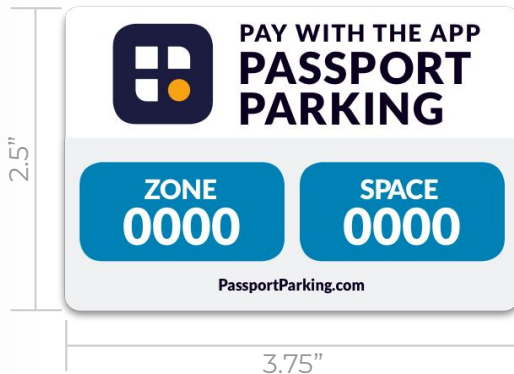 PAY WITH THE APP
PASSPORT
PARKING
2.5”
ZONE
0000
SPACE
0000
PassportParking.com
3.75”